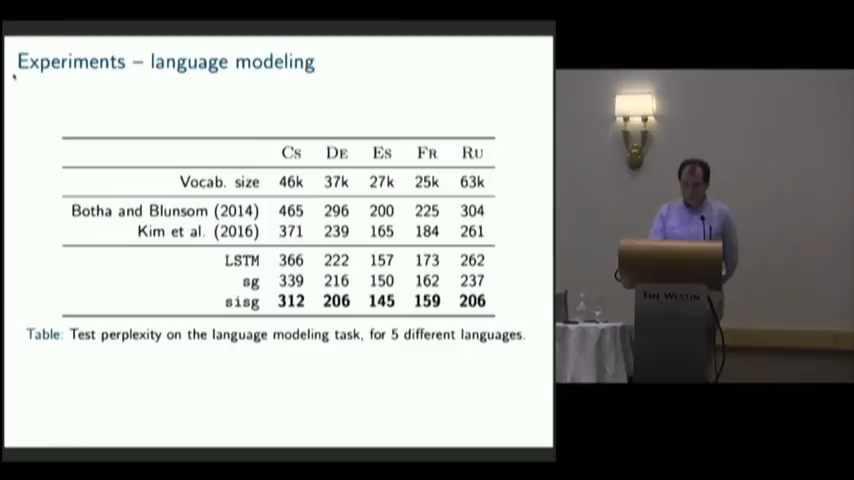 Experiments – language modeling
Cs De Es Fr Ru
Vocab. size 46k 37k 27k 25k 63k
Botha and Blunsom (2014) 465 296 200 225 304
Kim et al. (2016) 371 239 165 184 261
LSTM 366 222 157 173 262
sg 339 216 150 162 237
sisg 312 206 145 159 206
Table: Test perplexity on the language modeling task, for 5 different languages.
THE WESTIN